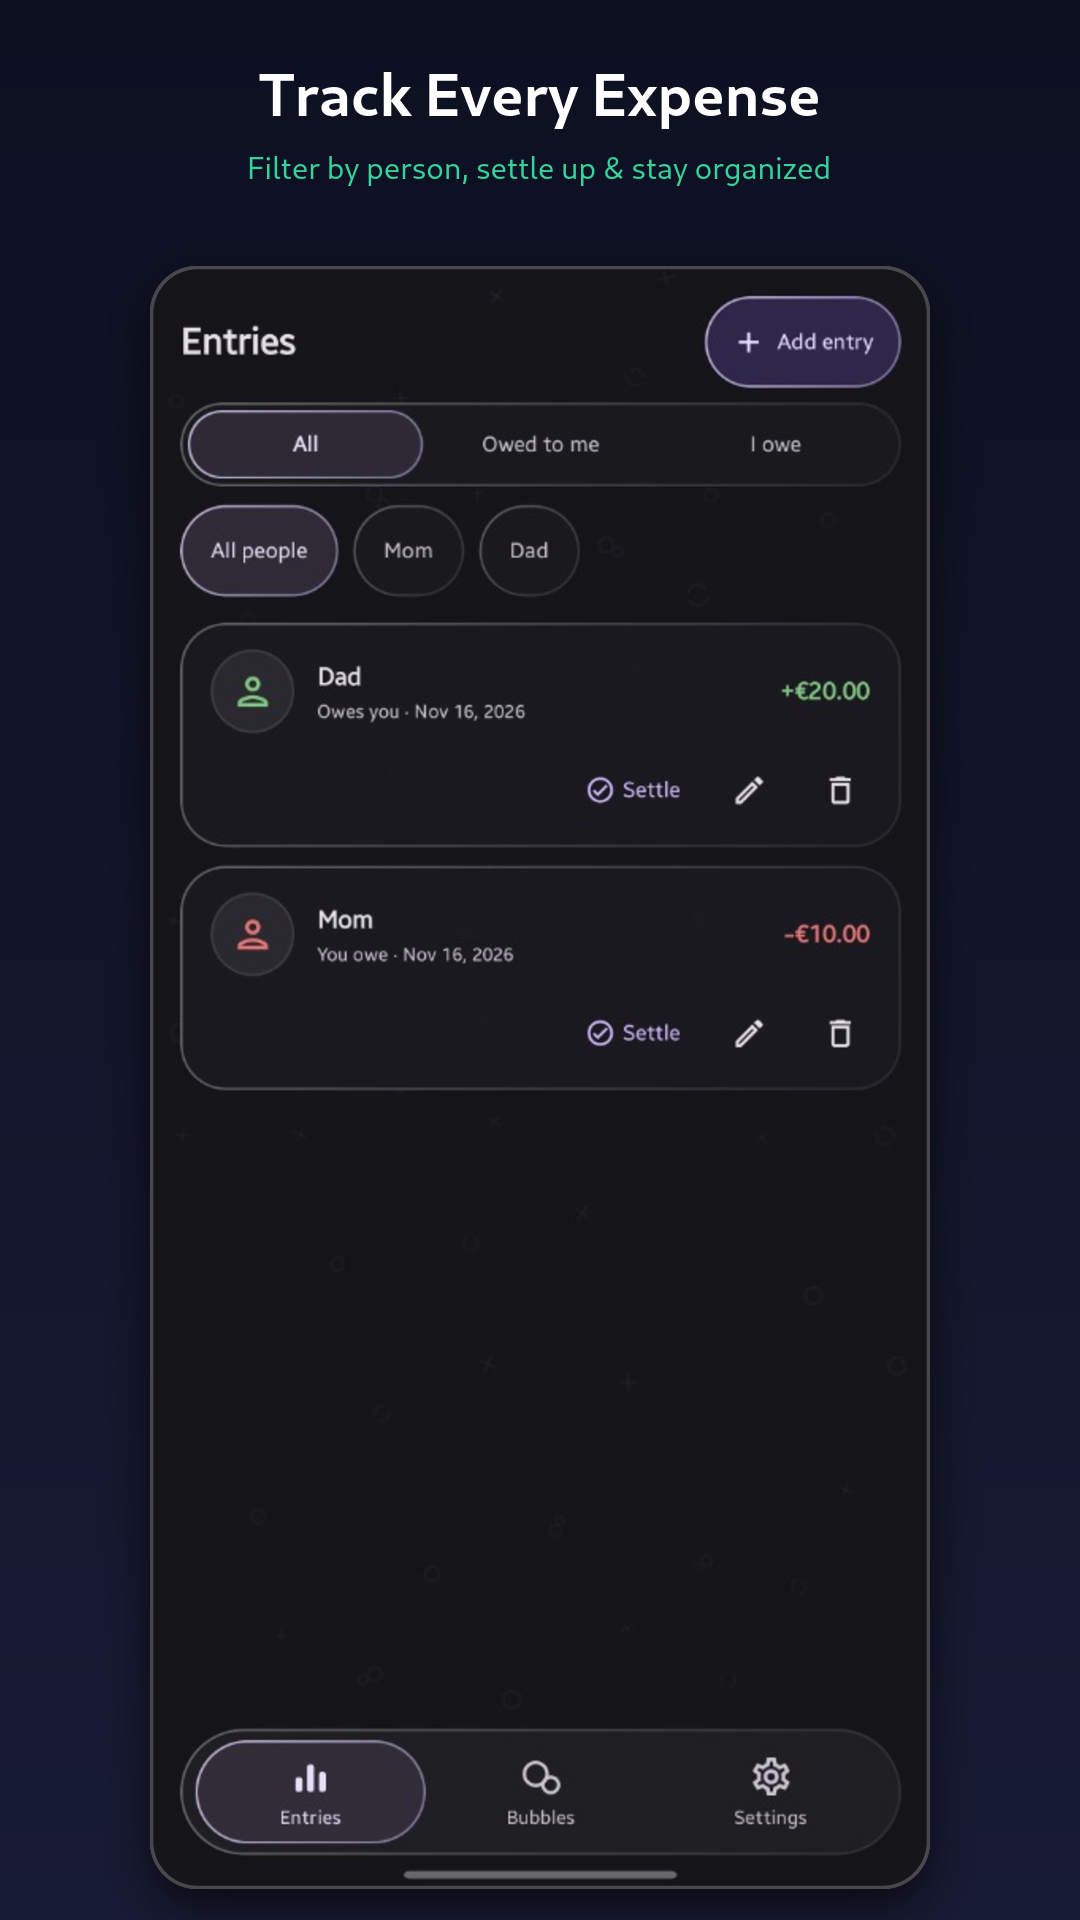 Track Every Expense
Filter by person, settle up & stay organized
Entries
Add entry
All
Owed to me
I owe
All people
Mom
Dad
Dad
+€20.00
Owes you · Nov 16, 2026
Settle
Mom
-€10.00
You owe · Nov 16, 2026
Settle
Entries
Bubbles
Settings